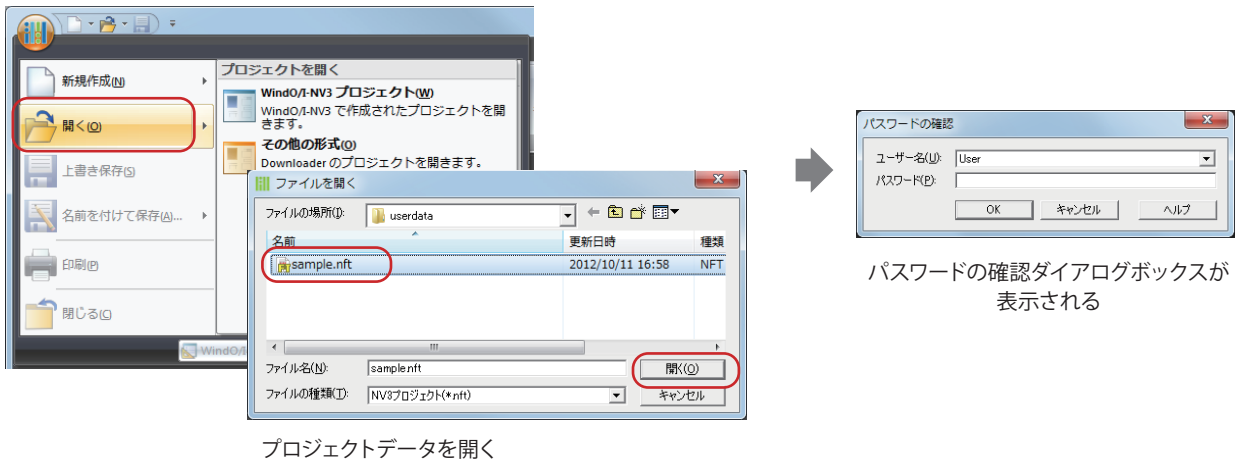 新規作成(N)
開く(O)
上書き保存(S)
名前を付けて保存(A)...
印刷(P)
閉じる(C)
プロジェクトを開く
WindO/I-NV3 プロジェクト(W)
WindO/I-NV3 で作成されたプロジェクトを開
きます。
その他の形式(O)
Downloader のプロジェクトを開きます。
WindO/I
ファイルを開く
ファイルの場所(I):
userdata
名前
更新日時
種類
sample.nft
2012/10/11 16:58
NFT
ファイル名(N):
sample.nft
開く(O)
ファイルの種類(T):
NV3プロジェクト(*.nft)
キャンセル
プロジェクトデータを開く
パスワードの確認
ユーザー名(U):
User
パスワード(P):
OK
キャンセル
ヘルプ
パスワードの確認ダイアログボックスが
表示される